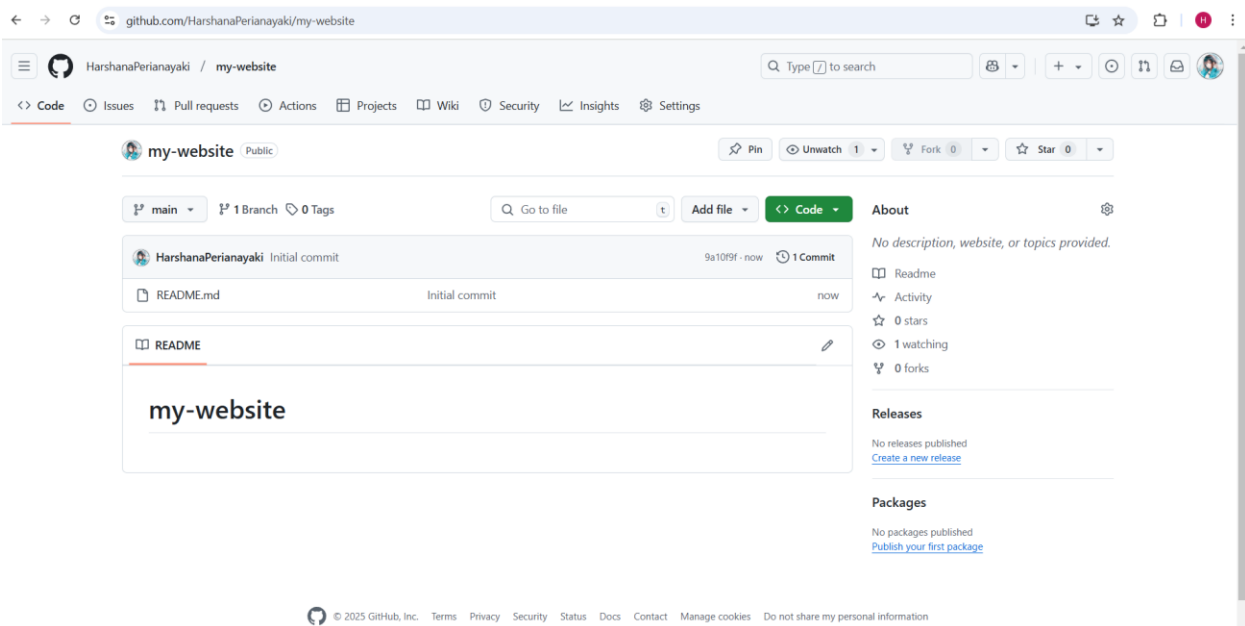 github.com/HarshanaPerianayaki/my-website
H
HarshanaPerianayaki / my-website
Type / to search
Code Issues Pull requests Actions Projects Wiki Security Insights Settings
my-website Public
Pin Unwatch 1 Fork 0 Star 0
main 1 Branch 0 Tags
Go to file t
Add file Code
HarshanaPerianayaki Initial commit
9a10f9f · now 1 Commit
README.md Initial commit now
README
my-website
About
No description, website, or topics provided.
Readme
Activity
0 stars
1 watching
0 forks
Releases
No releases published
Create a new release
Packages
No packages published
Publish your first package
© 2025 GitHub, Inc. Terms Privacy Security Status Docs Contact Manage cookies Do not share my personal information